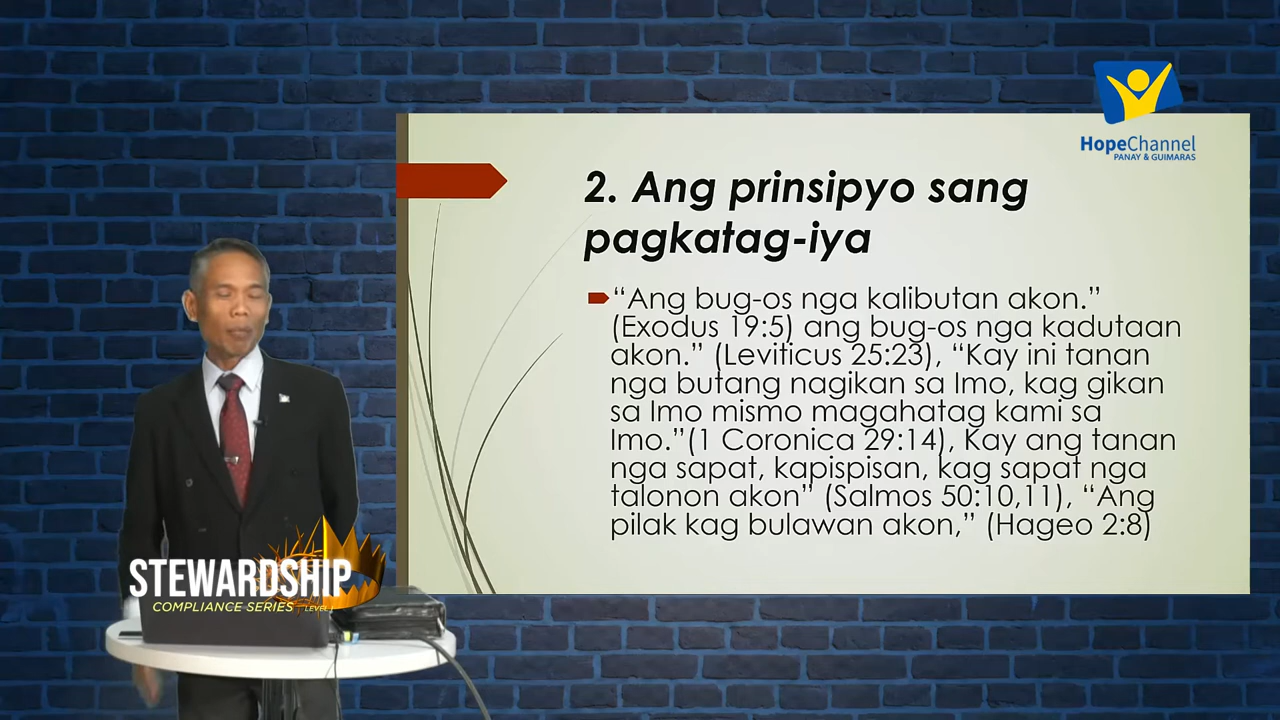 HopeChannel
PANAY & GUIMARAS
2. Ang prinsipyo sang
pagkatag-iya
“Ang bug-os nga kalibutan akon.”
(Exodus 19:5) ang bug-os nga kadutaan
akon.” (Leviticus 25:23), “Kay ini tanan
nga butang nagikan sa Imo, kag gikan
sa Imo mismo magahatag kami sa
Imo.”(1 Coronica 29:14), Kay ang tanan
nga sapat, kapispisan, kag sapat nga
talonon akon” (Salmos 50:10,11), “Ang
pilak kag bulawan akon,” (Hageo 2:8)
STEWARDSHIP
COMPLIANCE SERIES LEVEL I